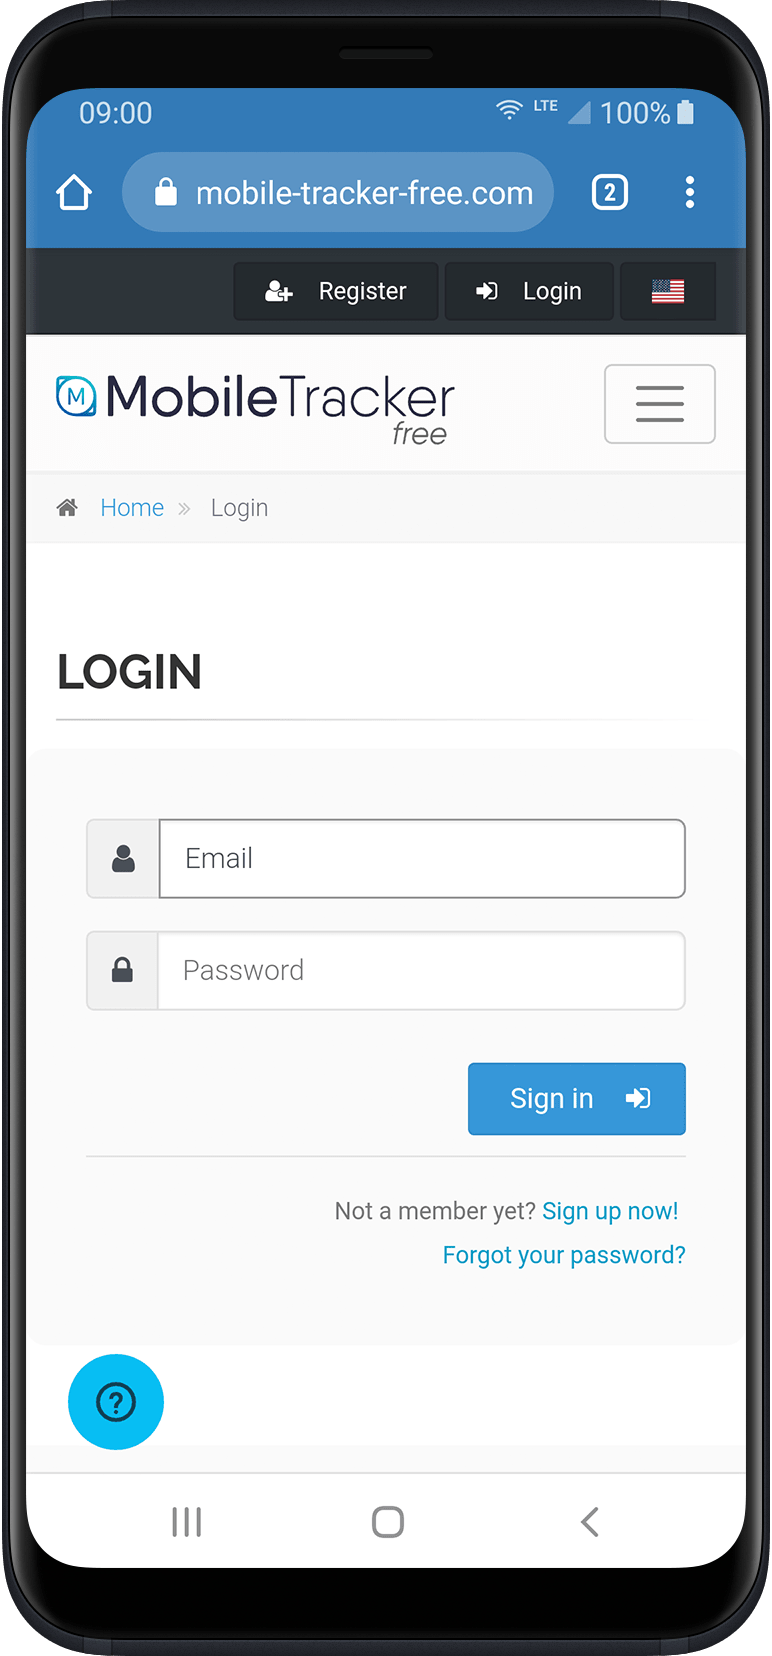 09:00 LTE 100%
mobile-tracker-free.com 2
Register Login
M MobileTracker
free
Home » Login
LOGIN
Email
Password
Sign in
Not a member yet? Sign up now!
Forgot your password?
?